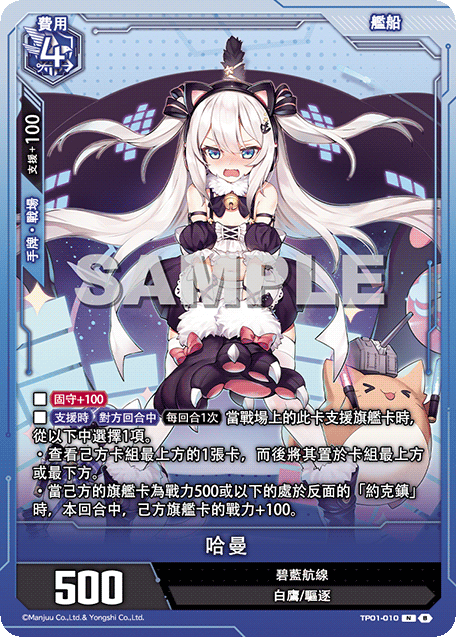 費用
4
艦船
支援+100
手牌・戰場
SAMPLE
■ 固守+100
■ 支援時 對方回合中 每回合1次 當戰場上的此卡支援旗艦卡時,
從以下中選擇1項。
・查看己方卡組最上方的1張卡，而後將其置於卡組最上方
或最下方。
・當己方的旗艦卡為戰力500或以下的處於反面的「約克鎮」
時，本回合中，己方旗艦卡的戰力+100。
哈曼
500
碧藍航線
白鷹/驅逐
©Manjuu Co.,Ltd.& Yongshi Co.,Ltd.
TP01-010 N B